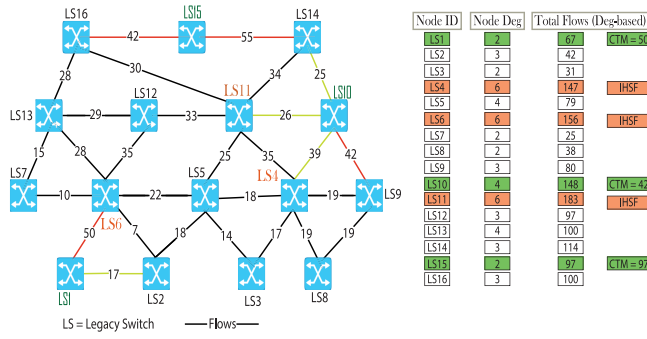 LS16
42
LS15
55
LS14
28
30
34
25
LS13
29
LS12
33
LS11
26
LS10
15
28
35
25
35
39
42
LS7
10
LS6
22
LS5
18
LS4
19
LS9
50
7
18
14
17
19
19
LS1
17
LS2
LS3
LS8
LS = Legacy Switch
Flows
Node ID Node Deg Total Flows (Deg-based)
LS1 2 67 CTM = 50
LS2 3 42
LS3 2 31
LS4 6 147 IHSF
LS5 4 79
LS6 6 156 IHSF
LS7 2 25
LS8 2 38
LS9 3 80
LS10 4 148 CTM = 42
LS11 6 183 IHSF
LS12 3 97
LS13 4 100
LS14 3 114
LS15 2 97 CTM = 97
LS16 3 100